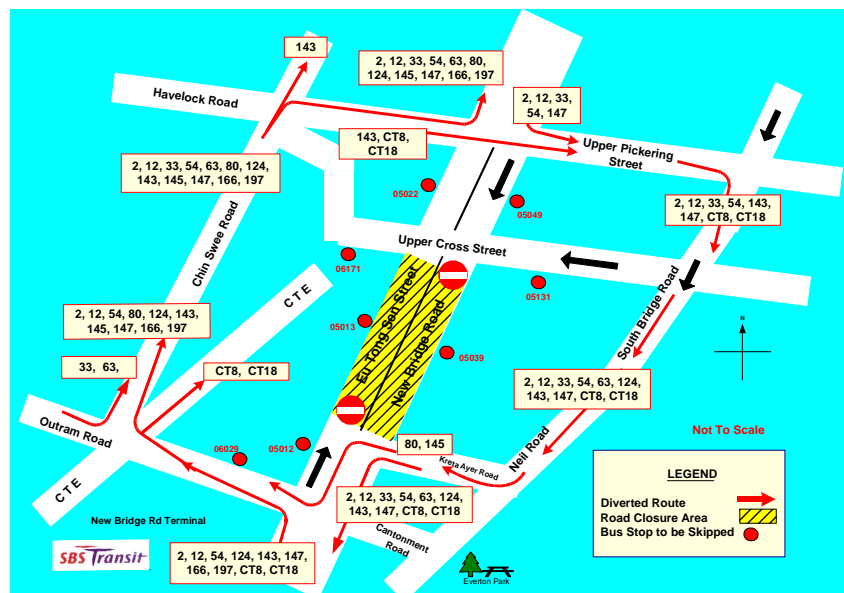 143
2, 12, 33, 54, 63, 80,
124, 145, 147, 166, 197
Havelock Road
2, 12, 33,
54, 147
143, CT8,
CT18
Upper Pickering
Street
2, 12, 33, 54, 63, 80, 124,
143, 145, 147, 166, 197
05022
05049
2, 12, 33, 54, 143,
147, CT8, CT18
Chin Swee Road
Upper Cross Street
06171
05131
CTE
Eu Tong Sen Street
New Bridge Road
South Bridge Road
2, 12, 54, 80, 124, 143,
145, 147, 166, 197
05013
N
05039
33, 63,
CT8, CT18
2, 12, 33, 54, 63, 124,
143, 147, CT8, CT18
Outram Road
Not To Scale
06029
05012
80, 145
Kreta Ayer Road
Neil Road
LEGEND
Diverted Route
Road Closure Area
Bus Stop to be Skipped
CTE
2, 12, 33, 54, 63, 124,
143, 147, CT8, CT18
New Bridge Rd Terminal
Cantonment
Road
SBS Transit
2, 12, 54, 124, 143, 147,
166, 197, CT8, CT18
Everton Park